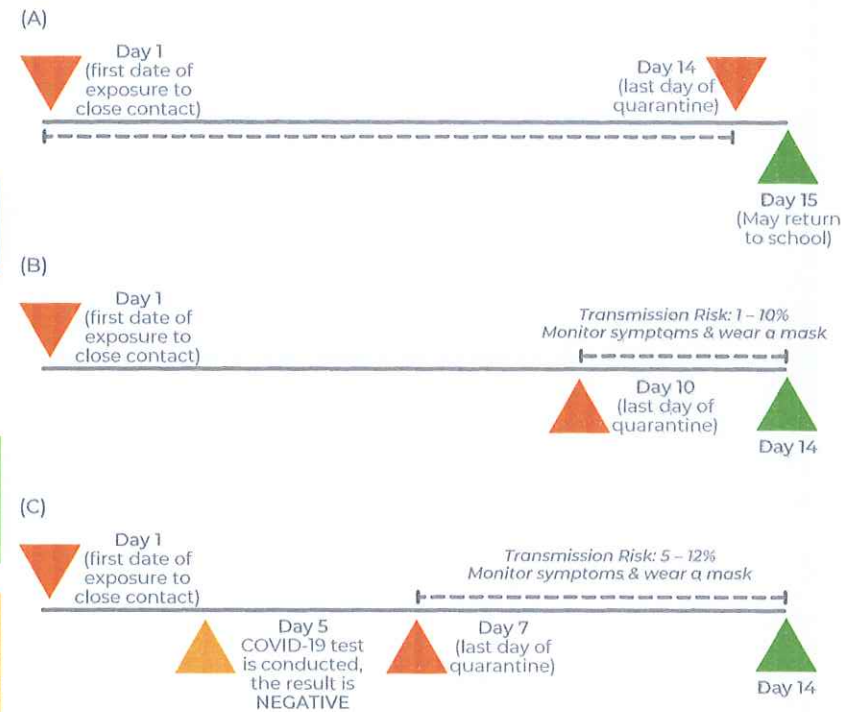 (A)
Day 1
(first date of
exposure to
close contact)
Day 14
(last day of
quarantine)
Day 15
(May return
to school)
(B)
Day 1
(first date of
exposure to
close contact)
Transmission Risk: 1 – 10%
Monitor symptoms & wear a mask
Day 10
(last day of
quarantine)
Day 14
(C)
Day 1
(first date of
exposure to
close contact)
Transmission Risk: 5 – 12%
Monitor symptoms & wear a mask
Day 5
COVID-19 test
is conducted,
the result is
NEGATIVE
Day 7
(last day of
quarantine)
Day 14